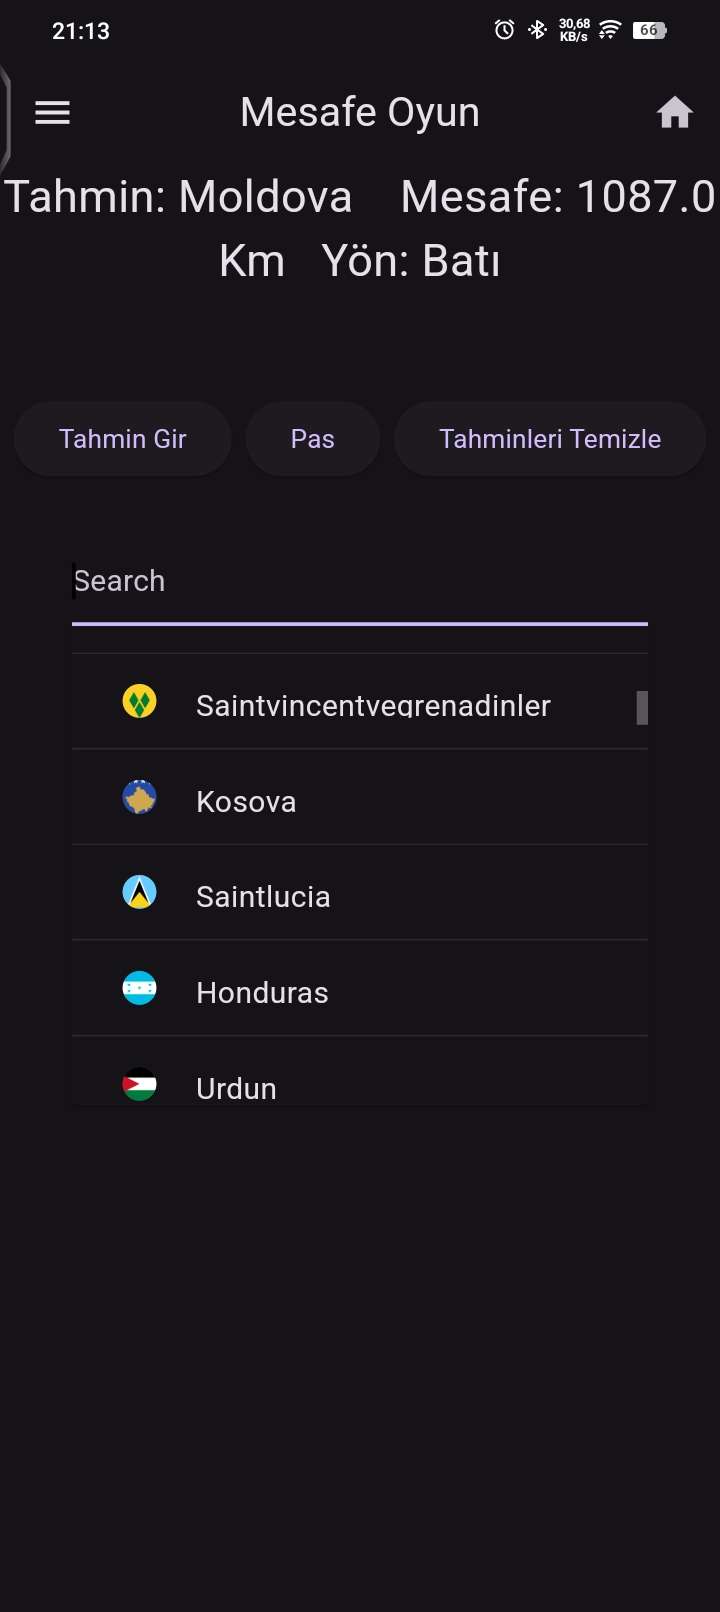 21:13
30,68
KB/s
66
Mesafe Oyun
Tahmin: Moldova Mesafe: 1087.0
Km Yön: Batı
Tahmin Gir Pas Tahminleri Temizle
Search
Saintvincentvegrenadinler
Kosova
Saintlucia
Honduras
Urdun